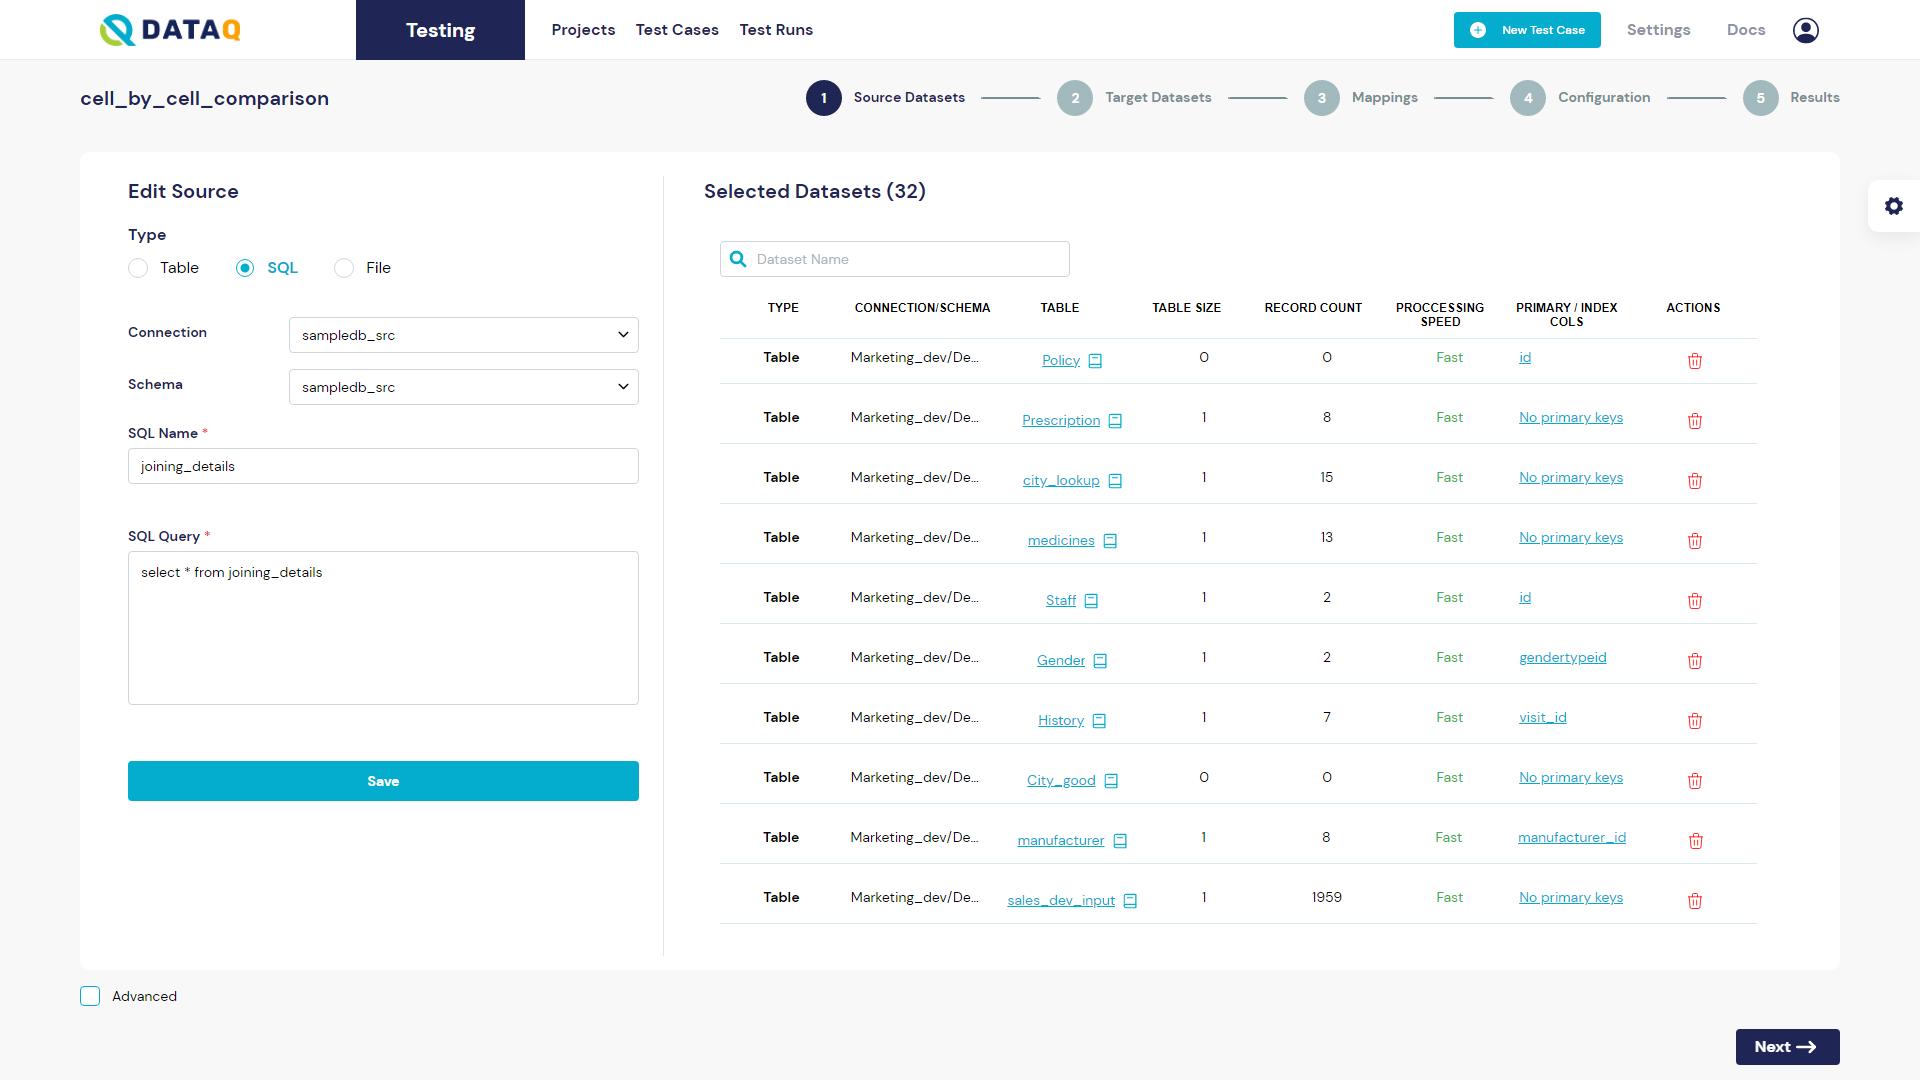 DATAQ
Testing
Projects
Test Cases
Test Runs
New Test Case
Settings
Docs
cell_by_cell_comparison
1 Source Datasets
2 Target Datasets
3 Mappings
4 Configuration
5 Results
Edit Source
Type
Table
SQL
File
Connection
sampledb_src
Schema
sampledb_src
SQL Name *
joining_details
SQL Query *
select * from joining_details
Save
Selected Datasets (32)
Dataset Name
TYPE CONNECTION/SCHEMA TABLE TABLE SIZE RECORD COUNT PROCCESSING SPEED PRIMARY / INDEX COLS ACTIONS
Table Marketing_dev/De... Policy 0 0 Fast id
Table Marketing_dev/De... Prescription 1 8 Fast No primary keys
Table Marketing_dev/De... city_lookup 1 15 Fast No primary keys
Table Marketing_dev/De... medicines 1 13 Fast No primary keys
Table Marketing_dev/De... Staff 1 2 Fast id
Table Marketing_dev/De... Gender 1 2 Fast gendertypeid
Table Marketing_dev/De... History 1 7 Fast visit_id
Table Marketing_dev/De... City_good 0 0 Fast No primary keys
Table Marketing_dev/De... manufacturer 1 8 Fast manufacturer_id
Table Marketing_dev/De... sales_dev_input 1 1959 Fast No primary keys
Advanced
Next